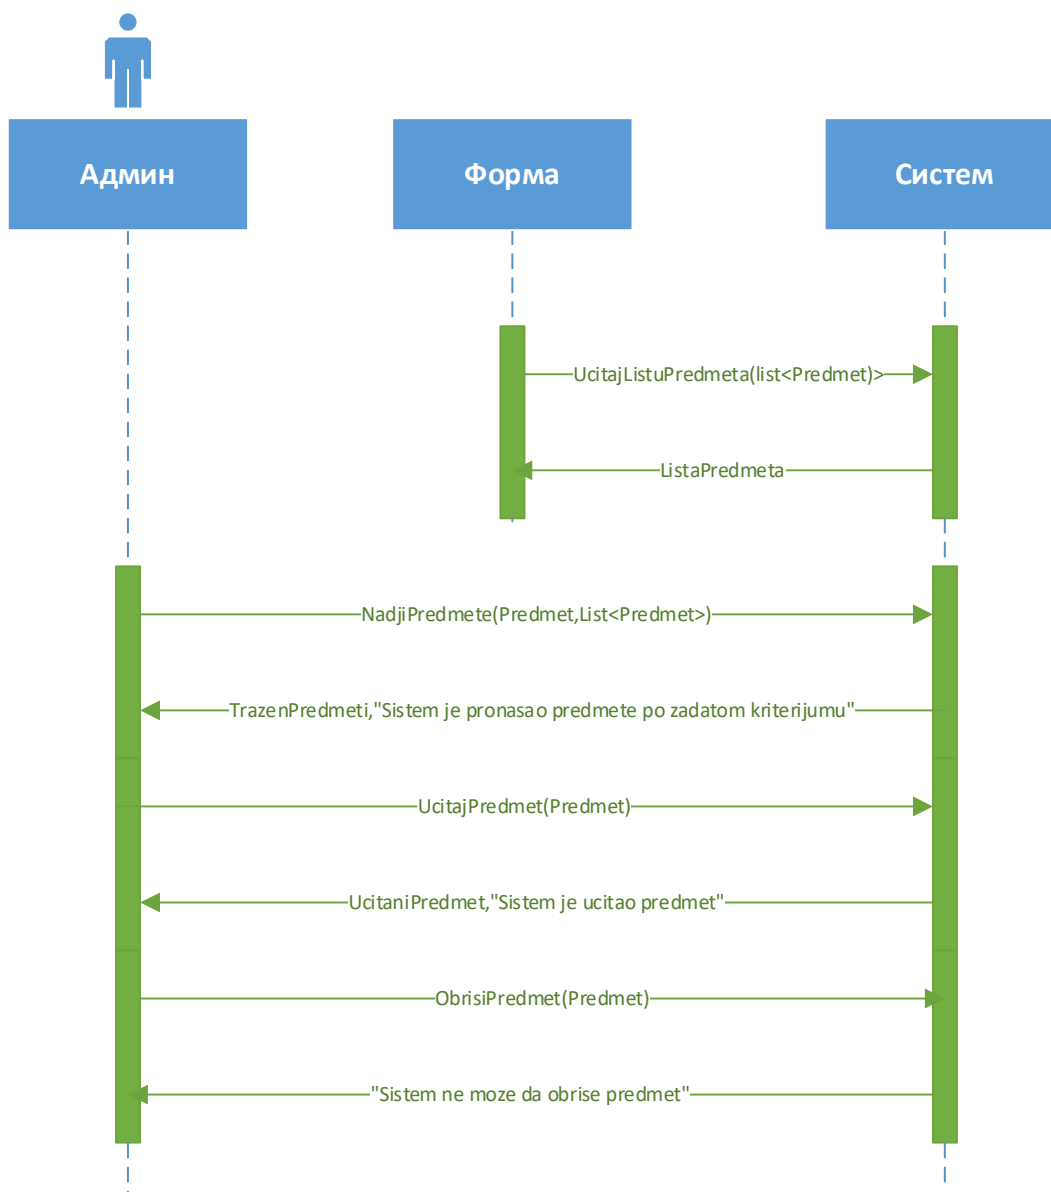 Админ
Форма
Систем
UcitajListuPredmeta(list<Predmet)>
ListaPredmeta
NadjiPredmete(Predmet,List<Predmet>)
TrazenPredmeti,"Sistem je pronasao predmete po zadatom kriterijumu"
UcitajPredmet(Predmet)
UcitaniPredmet,"Sistem je ucitao predmet"
ObrisiPredmet(Predmet)
"Sistem ne moze da obrise predmet"